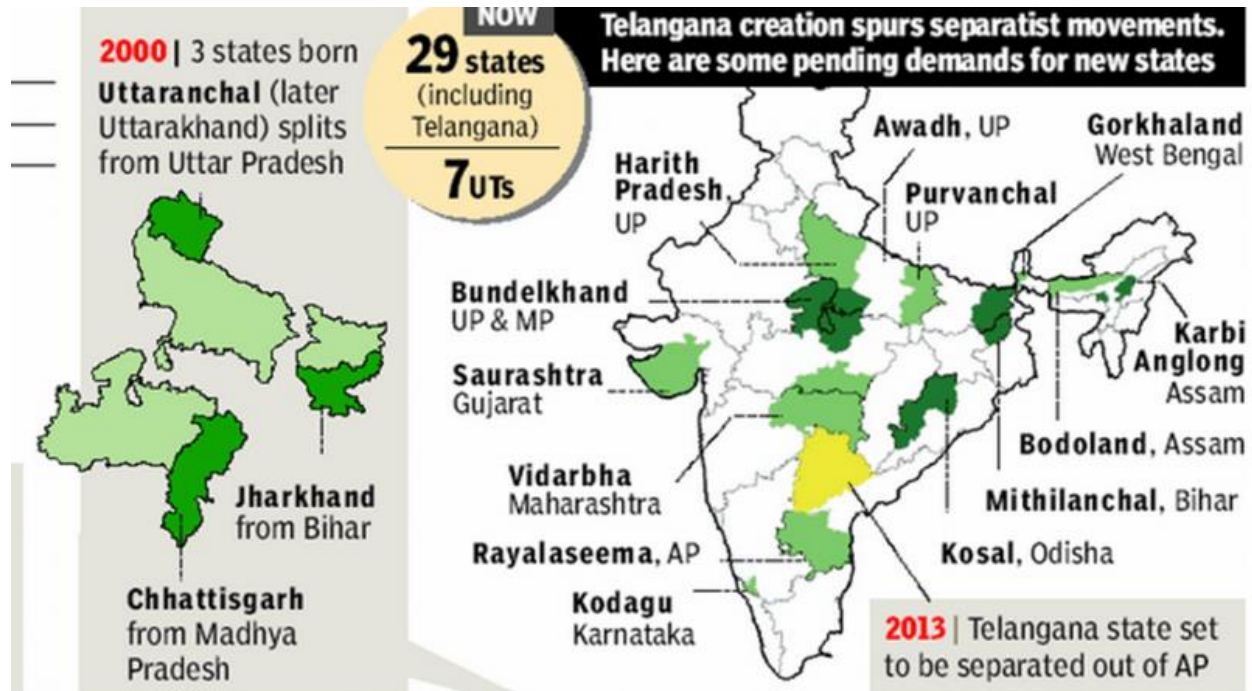 2000 | 3 states born
Uttaranchal (later
Uttarakhand) splits
from Uttar Pradesh
Jharkhand
from Bihar
Chhattisgarh
from Madhya
Pradesh
NOW
29 states
(including
Telangana)
7 UTs
Telangana creation spurs separatist movements.
Here are some pending demands for new states
Awadh, UP
Gorkhaland
West Bengal
Harith
Pradesh,
UP
Purvanchal
UP
Bundelkhand
UP & MP
Karbi
Anglong
Assam
Saurashtra
Gujarat
Bodoland, Assam
Vidarbha
Maharashtra
Mithilanchal, Bihar
Rayalaseema, AP
Kosal, Odisha
Kodagu
Karnataka
2013 | Telangana state set
to be separated out of AP